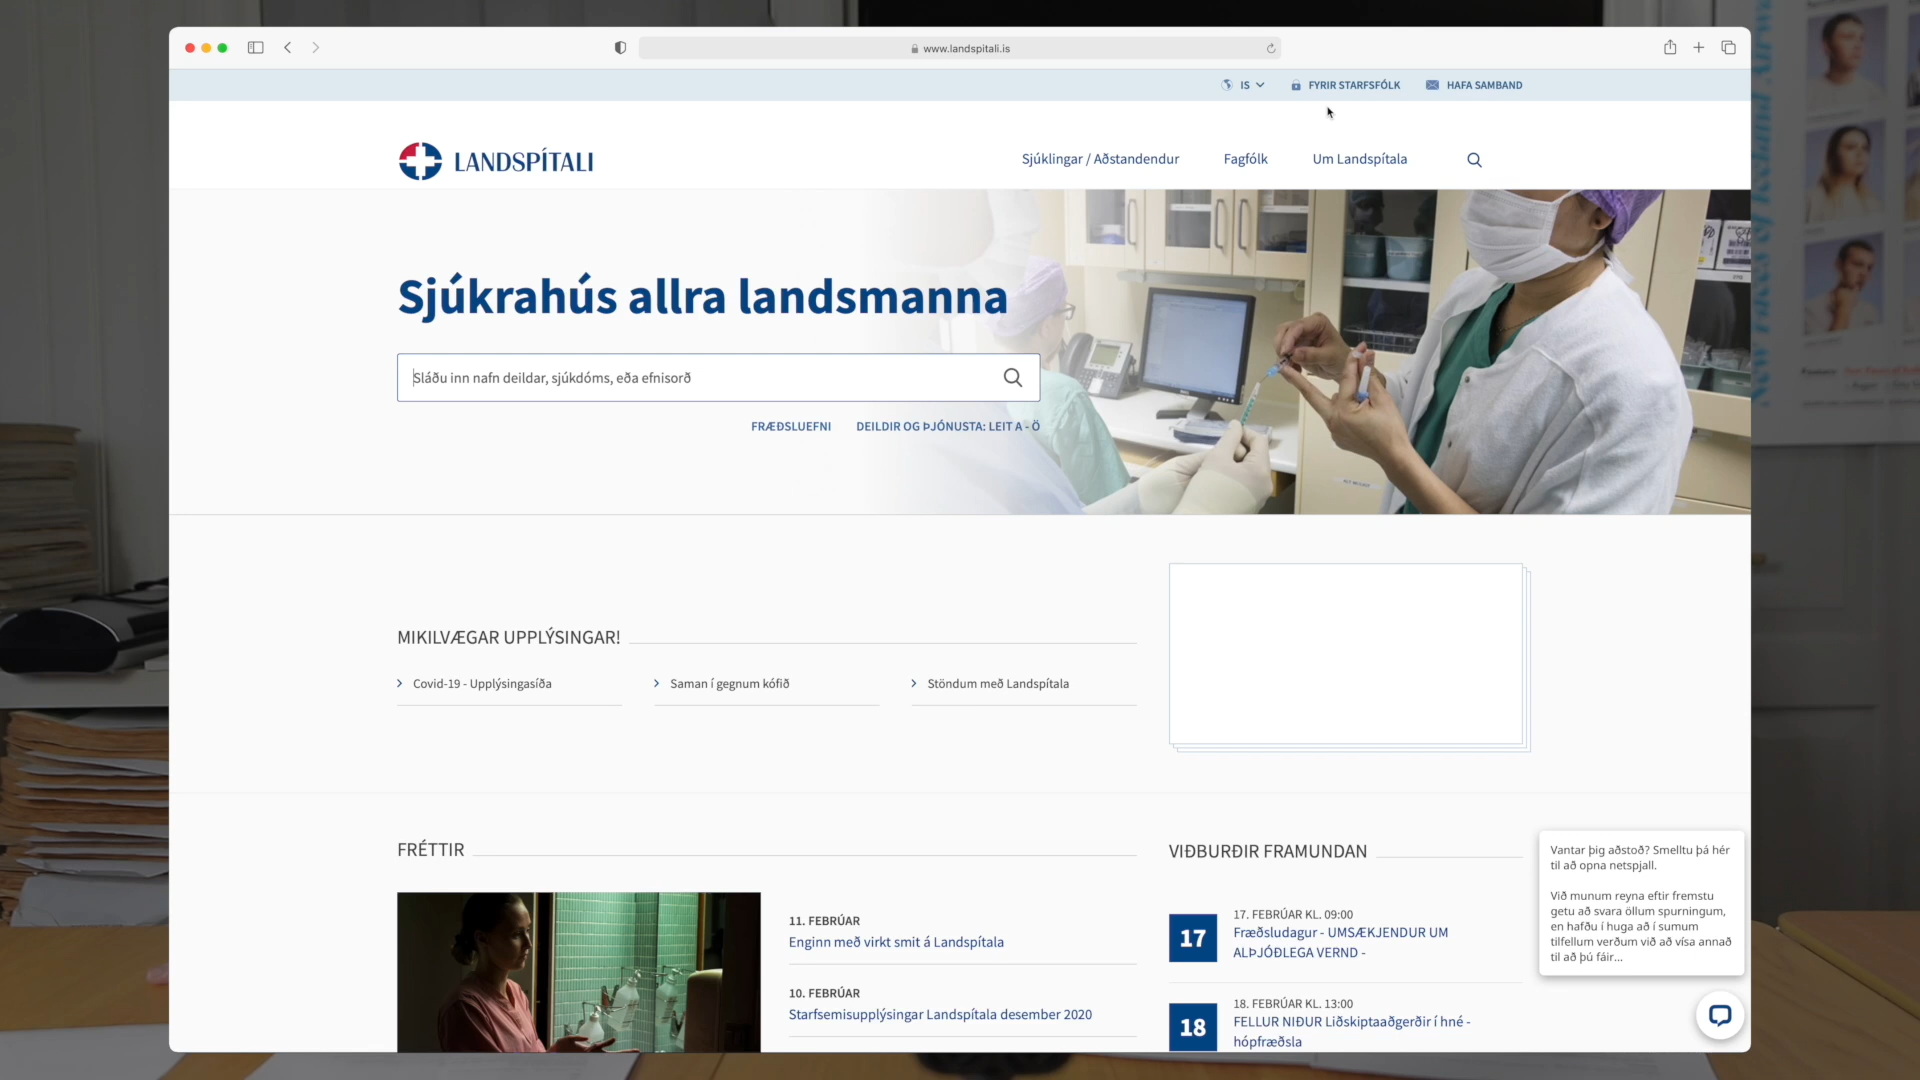 www.landspitali.is
IS
FYRIR STARFSFÓLK
HAFA SAMBAND
LANDSPÍTALI
Sjúklingar / Aðstandendur
Fagfólk
Um Landspítala
Sjúkrahús allra landsmanna
Sláðu inn nafn deildar, sjúkdóms, eða efnisorð
FRÆÐSLUEFNI
DEILDIR OG ÞJÓNUSTA: LEIT A - Ö
MIKILVÆGAR UPPLÝSINGAR!
Covid-19 - Upplýsingasíða
Saman í gegnum kófið
Stöndum með Landspítala
FRÉTTIR
11. FEBRÚAR
Enginn með virkt smit á Landspítala
10. FEBRÚAR
Starfsemisupplýsingar Landspítala desember 2020
VIÐBURÐIR FRAMUNDAN
17
17. FEBRÚAR KL. 09:00
Fræðsludagur - UMSÆKJENDUR UM
ALÞJÓÐLEGA VERND -
18
18. FEBRÚAR KL. 13:00
FELLUR NIÐUR Liðskiptaaðgerðir í hné -
hópfræðsla
Vantar þig aðstoð? Smelltu þá hér
til að opna netspjall.
Við munum reyna eftir fremstu
getu að svara öllum spurningum,
en hafðu í huga að í sumum
tilfellum verðum við að vísa annað
til að þú fáir...